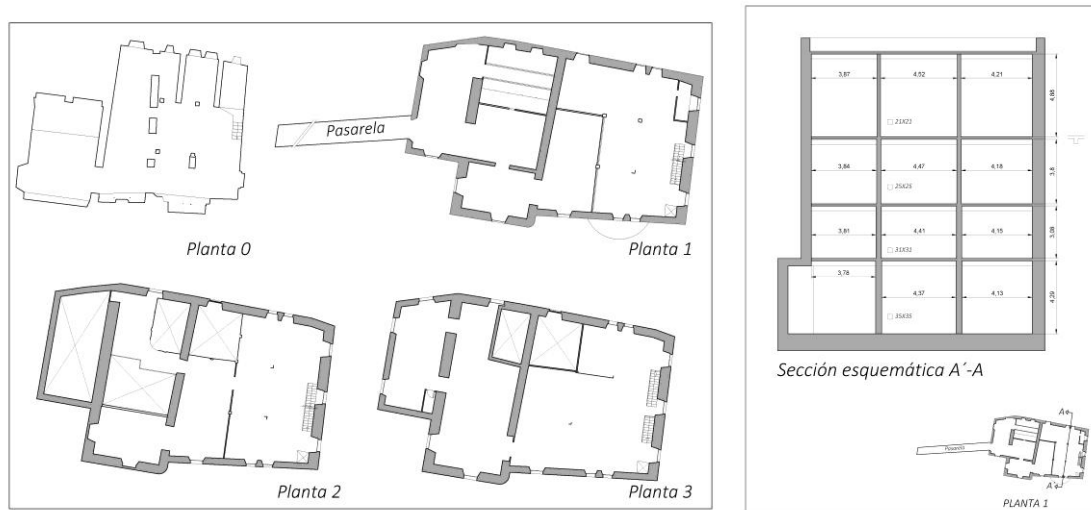 Pasarela
Planta 0
Planta 1
Planta 2
Planta 3
3,87
4,52
4,21
4,88
21X21
3,84
4,47
4,18
3,8
25X25
3,81
4,41
4,15
3,08
31X31
3,78
4,37
4,13
4,29
35X35
Sección esquemática A´-A
A
Pasarela
A´
PLANTA 1